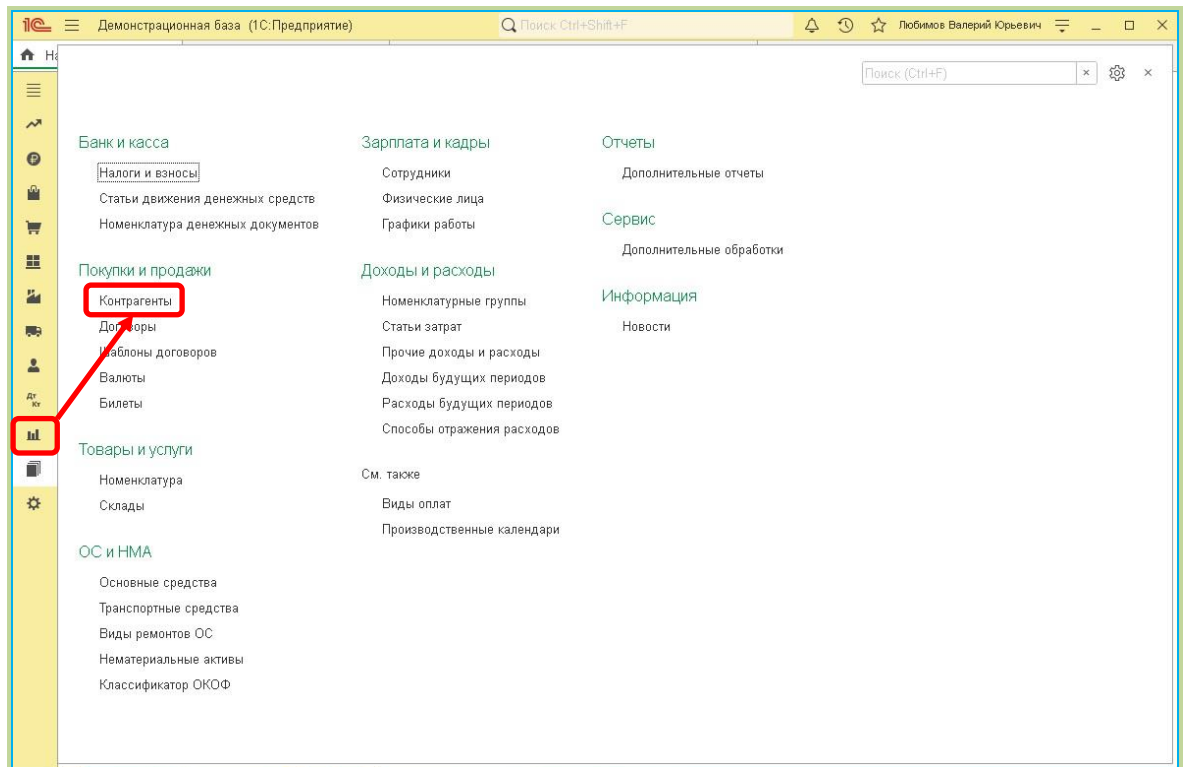 1С Демонстрационная база (1С:Предприятие) Поиск Ctrl+Shift+F Любимов Валерий Юрьевич
На
Поиск (Ctrl+F)
Банк и касса
Налоги и взносы
Статьи движения денежных средств
Номенклатура денежных документов
Покупки и продажи
Контрагенты
Договоры
Шаблоны договоров
Валюты
Билеты
Товары и услуги
Номенклатура
Склады
ОС и НМА
Основные средства
Транспортные средства
Виды ремонтов ОС
Нематериальные активы
Классификатор ОКОФ
Зарплата и кадры
Сотрудники
Физические лица
Графики работы
Доходы и расходы
Номенклатурные группы
Статьи затрат
Прочие доходы и расходы
Доходы будущих периодов
Расходы будущих периодов
Способы отражения расходов
См. также
Виды оплат
Производственные календари
Отчеты
Дополнительные отчеты
Сервис
Дополнительные обработки
Информация
Новости
Дт
Кт